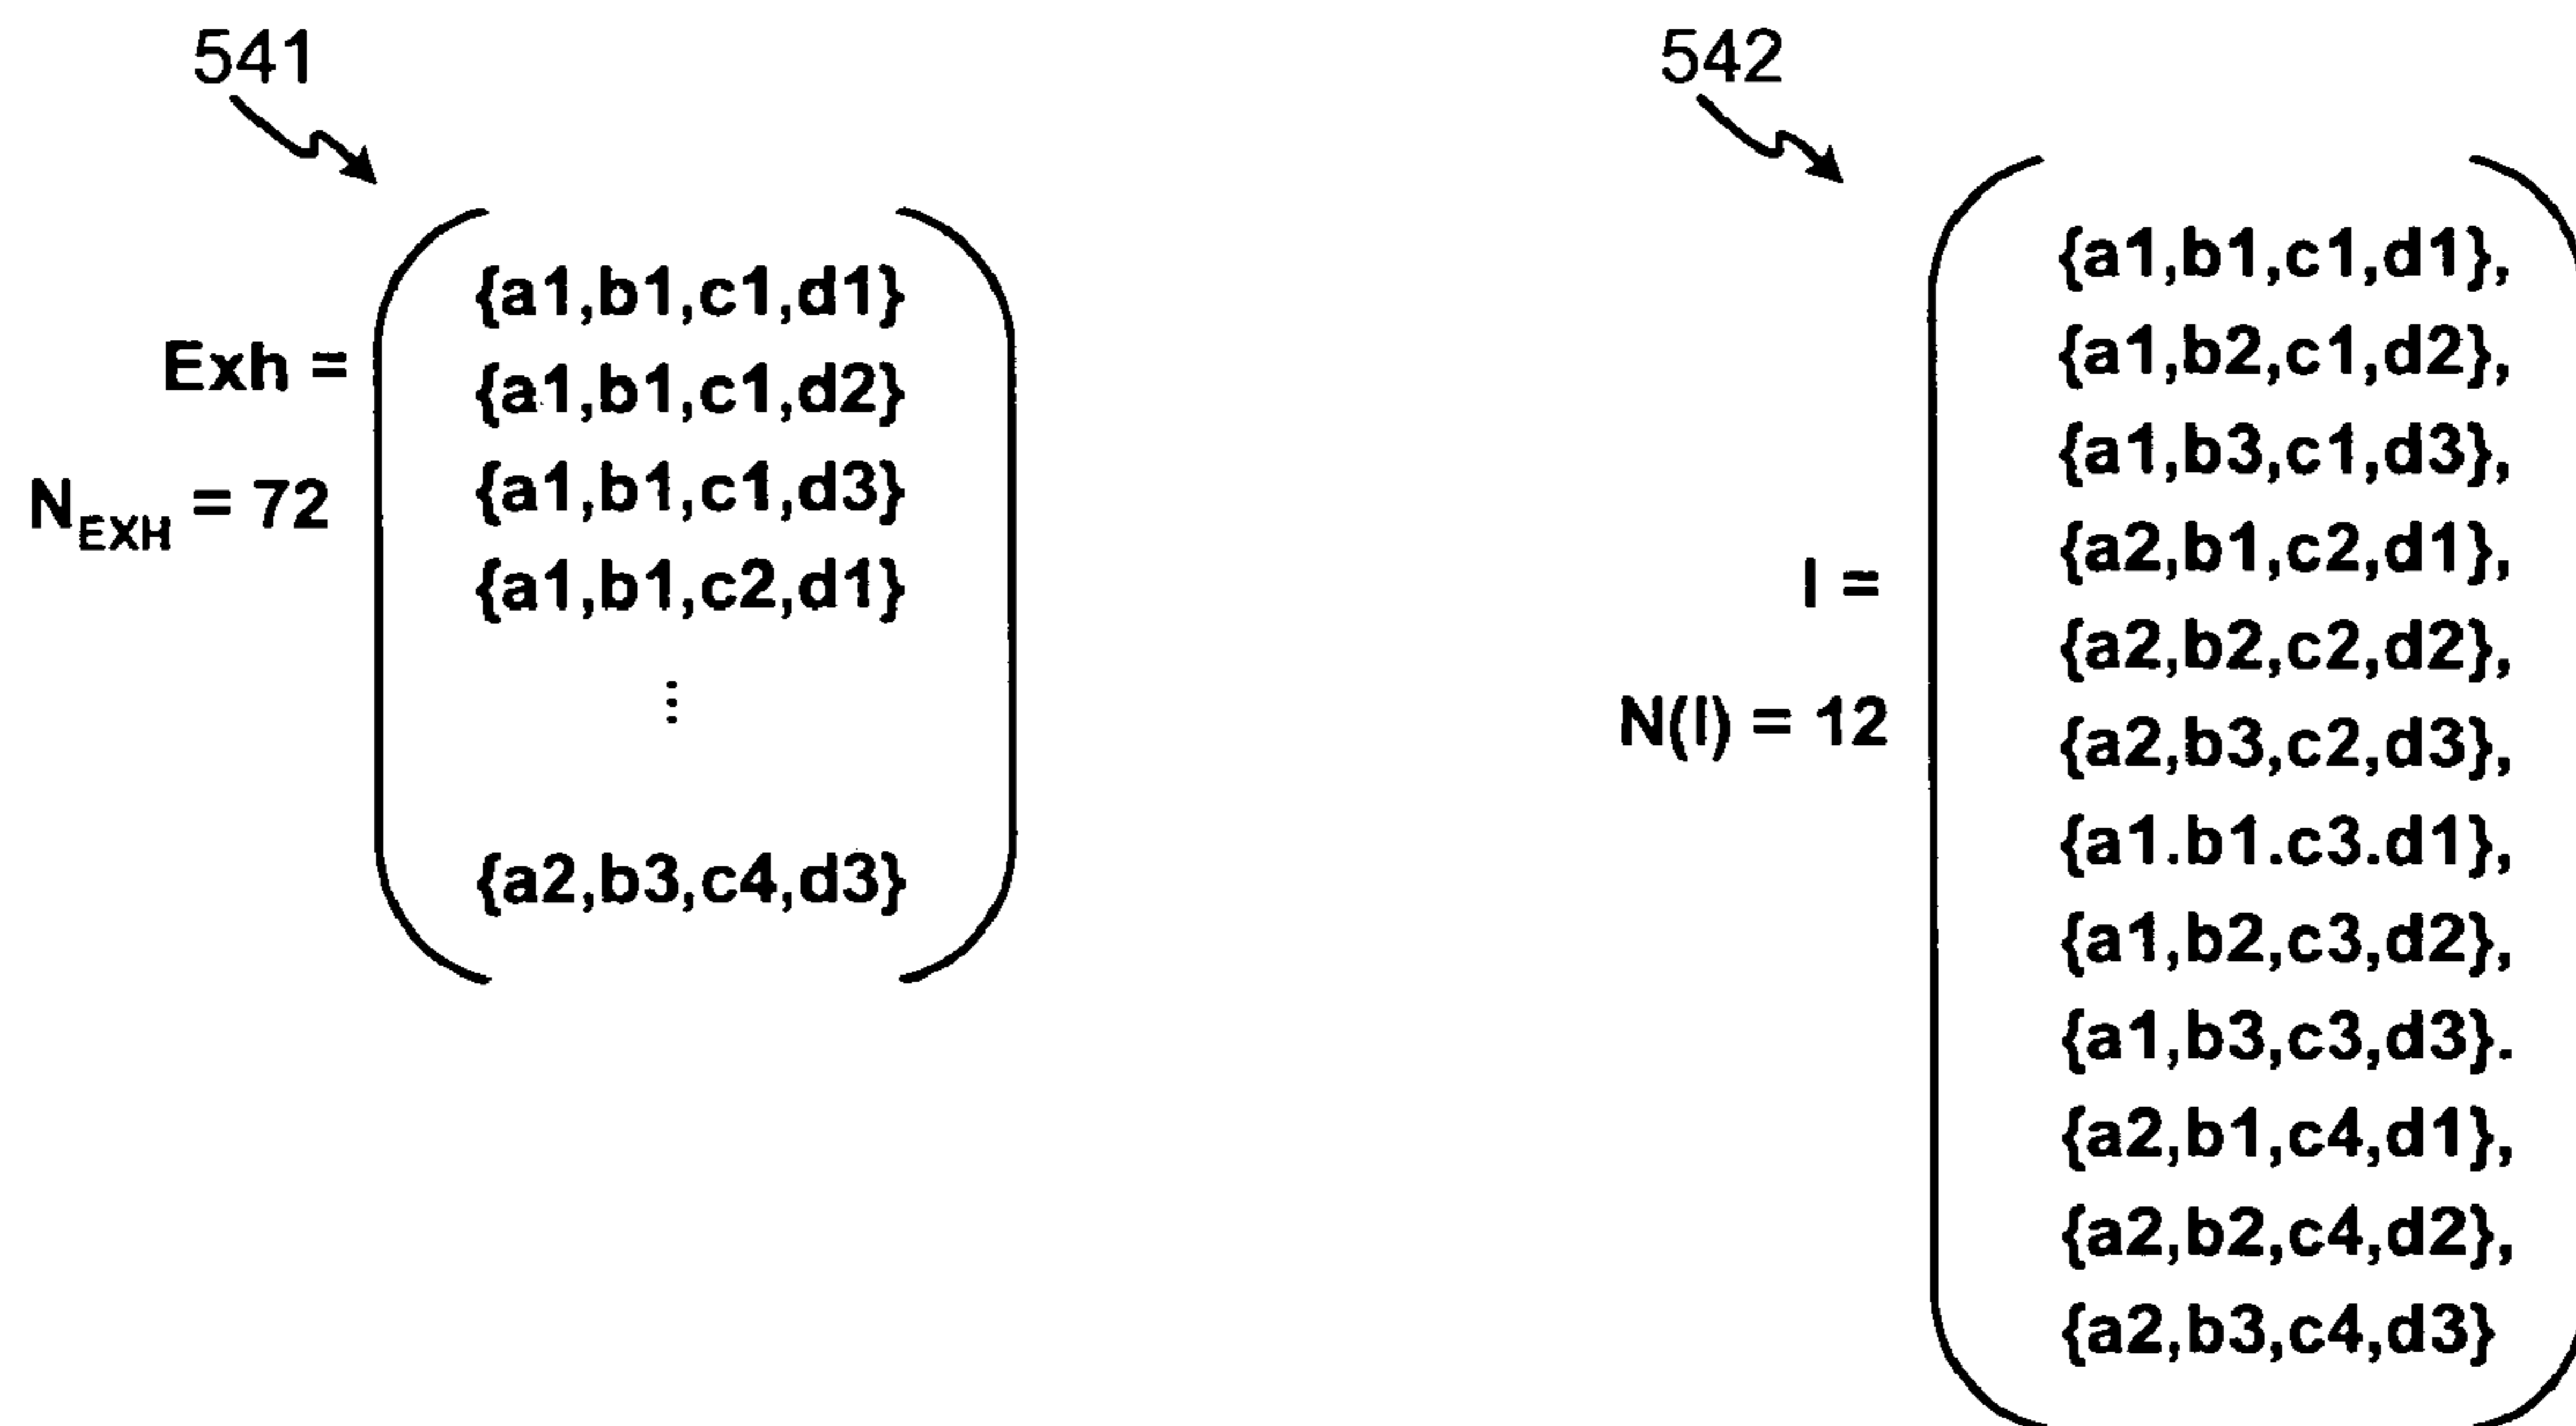 541
Exh =
N_EXH = 72
{a1,b1,c1,d1}
{a1,b1,c1,d2}
{a1,b1,c1,d3}
{a1,b1,c2,d1}
⋮
{a2,b3,c4,d3}
542
I =
N(I) = 12
{a1,b1,c1,d1},
{a1,b2,c1,d2},
{a1,b3,c1,d3},
{a2,b1,c2,d1},
{a2,b2,c2,d2},
{a2,b3,c2,d3},
{a1.b1.c3.d1},
{a1,b2,c3,d2},
{a1,b3,c3,d3}.
{a2,b1,c4,d1},
{a2,b2,c4,d2},
{a2,b3,c4,d3}